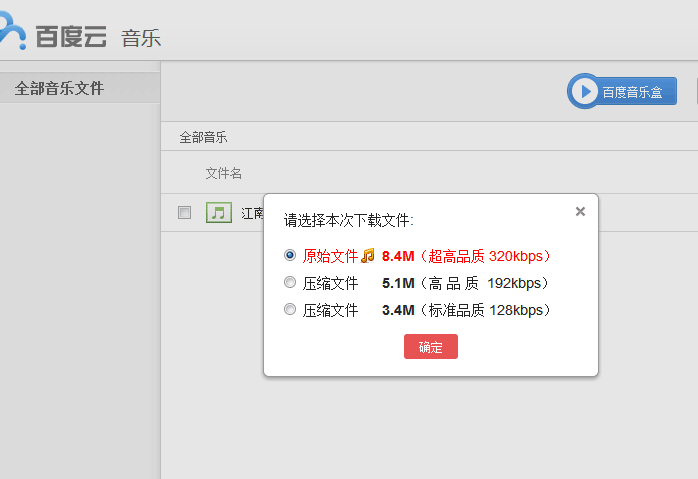 百度云 音乐
全部音乐文件
百度音乐盒
全部音乐
文件名
江南
请选择本次下载文件:
原始文件 8.4M（超高品质 320kbps）
压缩文件 5.1M（高 品 质 192kbps）
压缩文件 3.4M（标准品质 128kbps）
确定